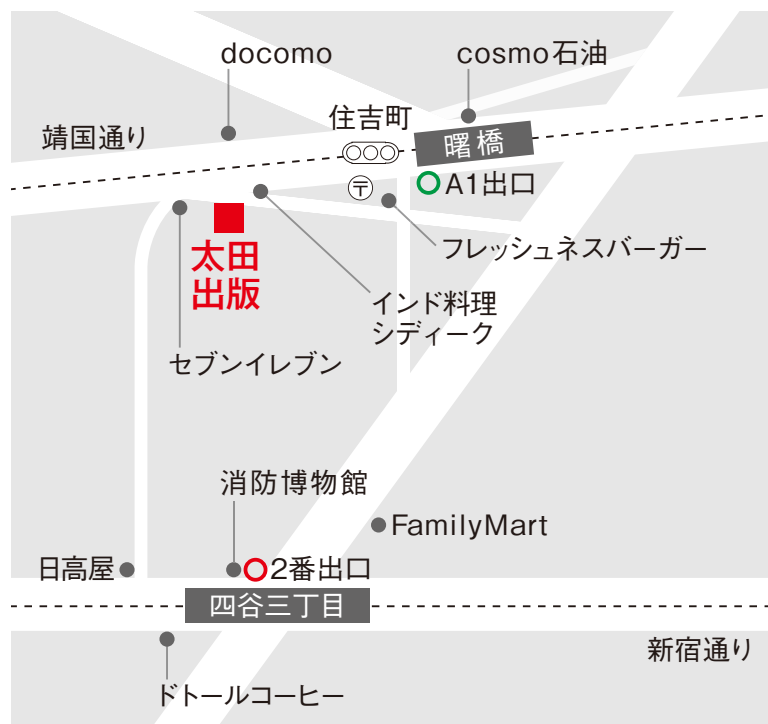 docomo
cosmo石油
住吉町
靖国通り
曙橋
〒
A1出口
フレッシュネスバーガー
太田
出版
インド料理
シディーク
セブンイレブン
消防博物館
FamilyMart
日高屋
2番出口
四谷三丁目
新宿通り
ドトールコーヒー